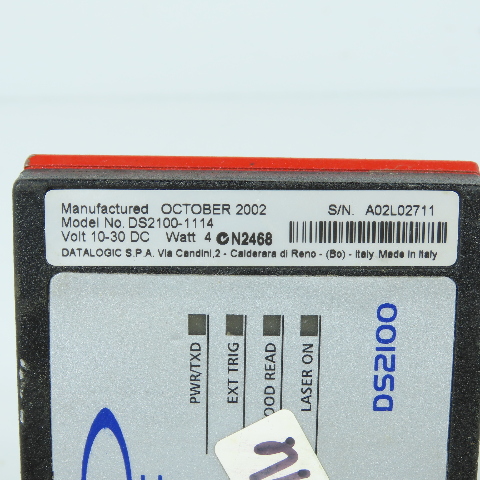 Manufactured OCTOBER 2002 S/N. A02L02711
Model No. DS2100-1114
Volt 10-30 DC Watt 4 N2468
DATALOGIC S.P.A. Via Candini,2 - Calderara di Reno - (Bo) - Italy Made in Italy
PWR/TXD
EXT TRIG
OOD READ
LASER ON
DS2100